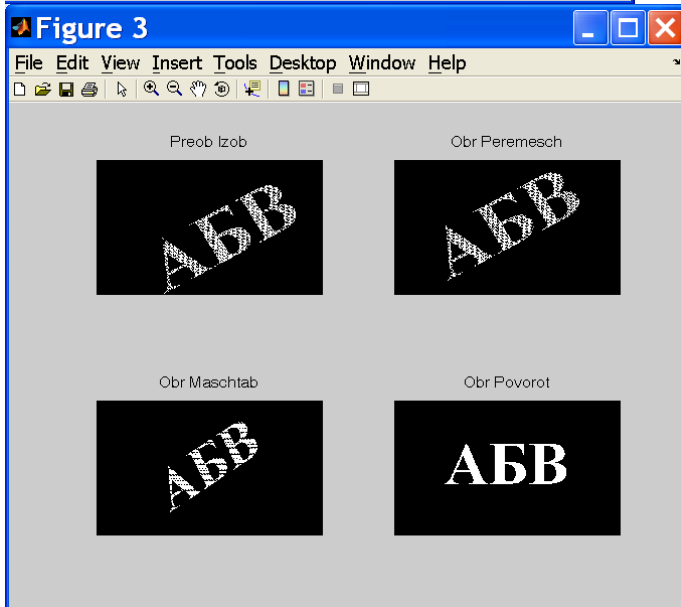 Figure 3
File Edit View Insert Tools Desktop Window Help
Preob Izob
Obr Peremesch
АБВ
АБВ
Obr Maschtab
Obr Povorot
АБВ
АБВ